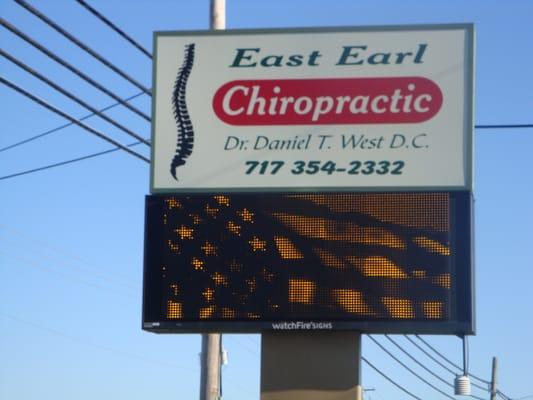 East Earl
Chiropractic
Dr. Daniel T. West D.C.
717 354-2332
watchFire SIGNS